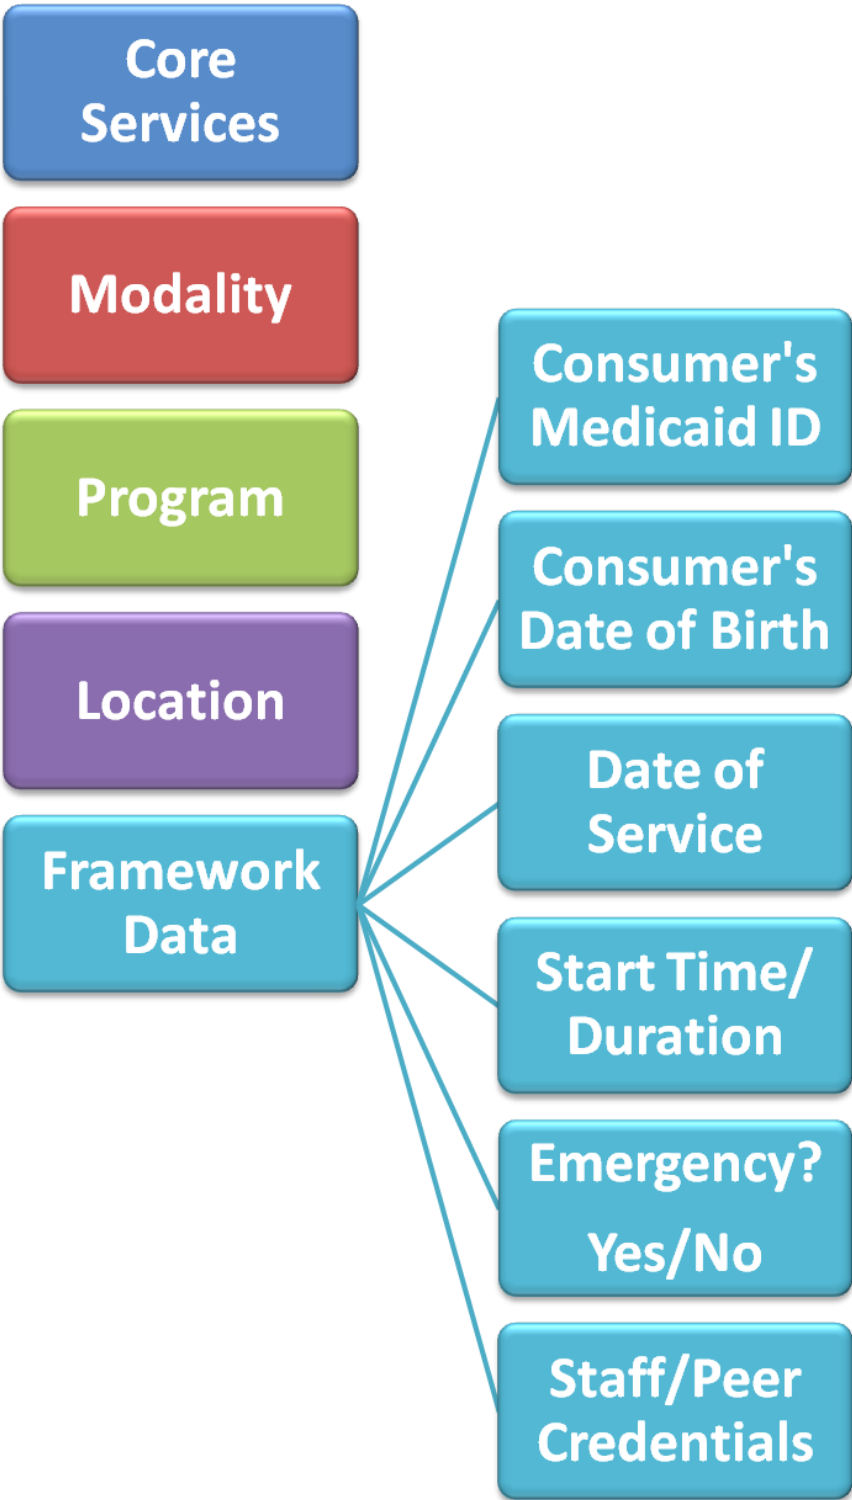 Core
Services
Modality
Program
Location
Framework
Data
Consumer's
Medicaid ID
Consumer's
Date of Birth
Date of
Service
Start Time/
Duration
Emergency?
Yes/No
Staff/Peer
Credentials